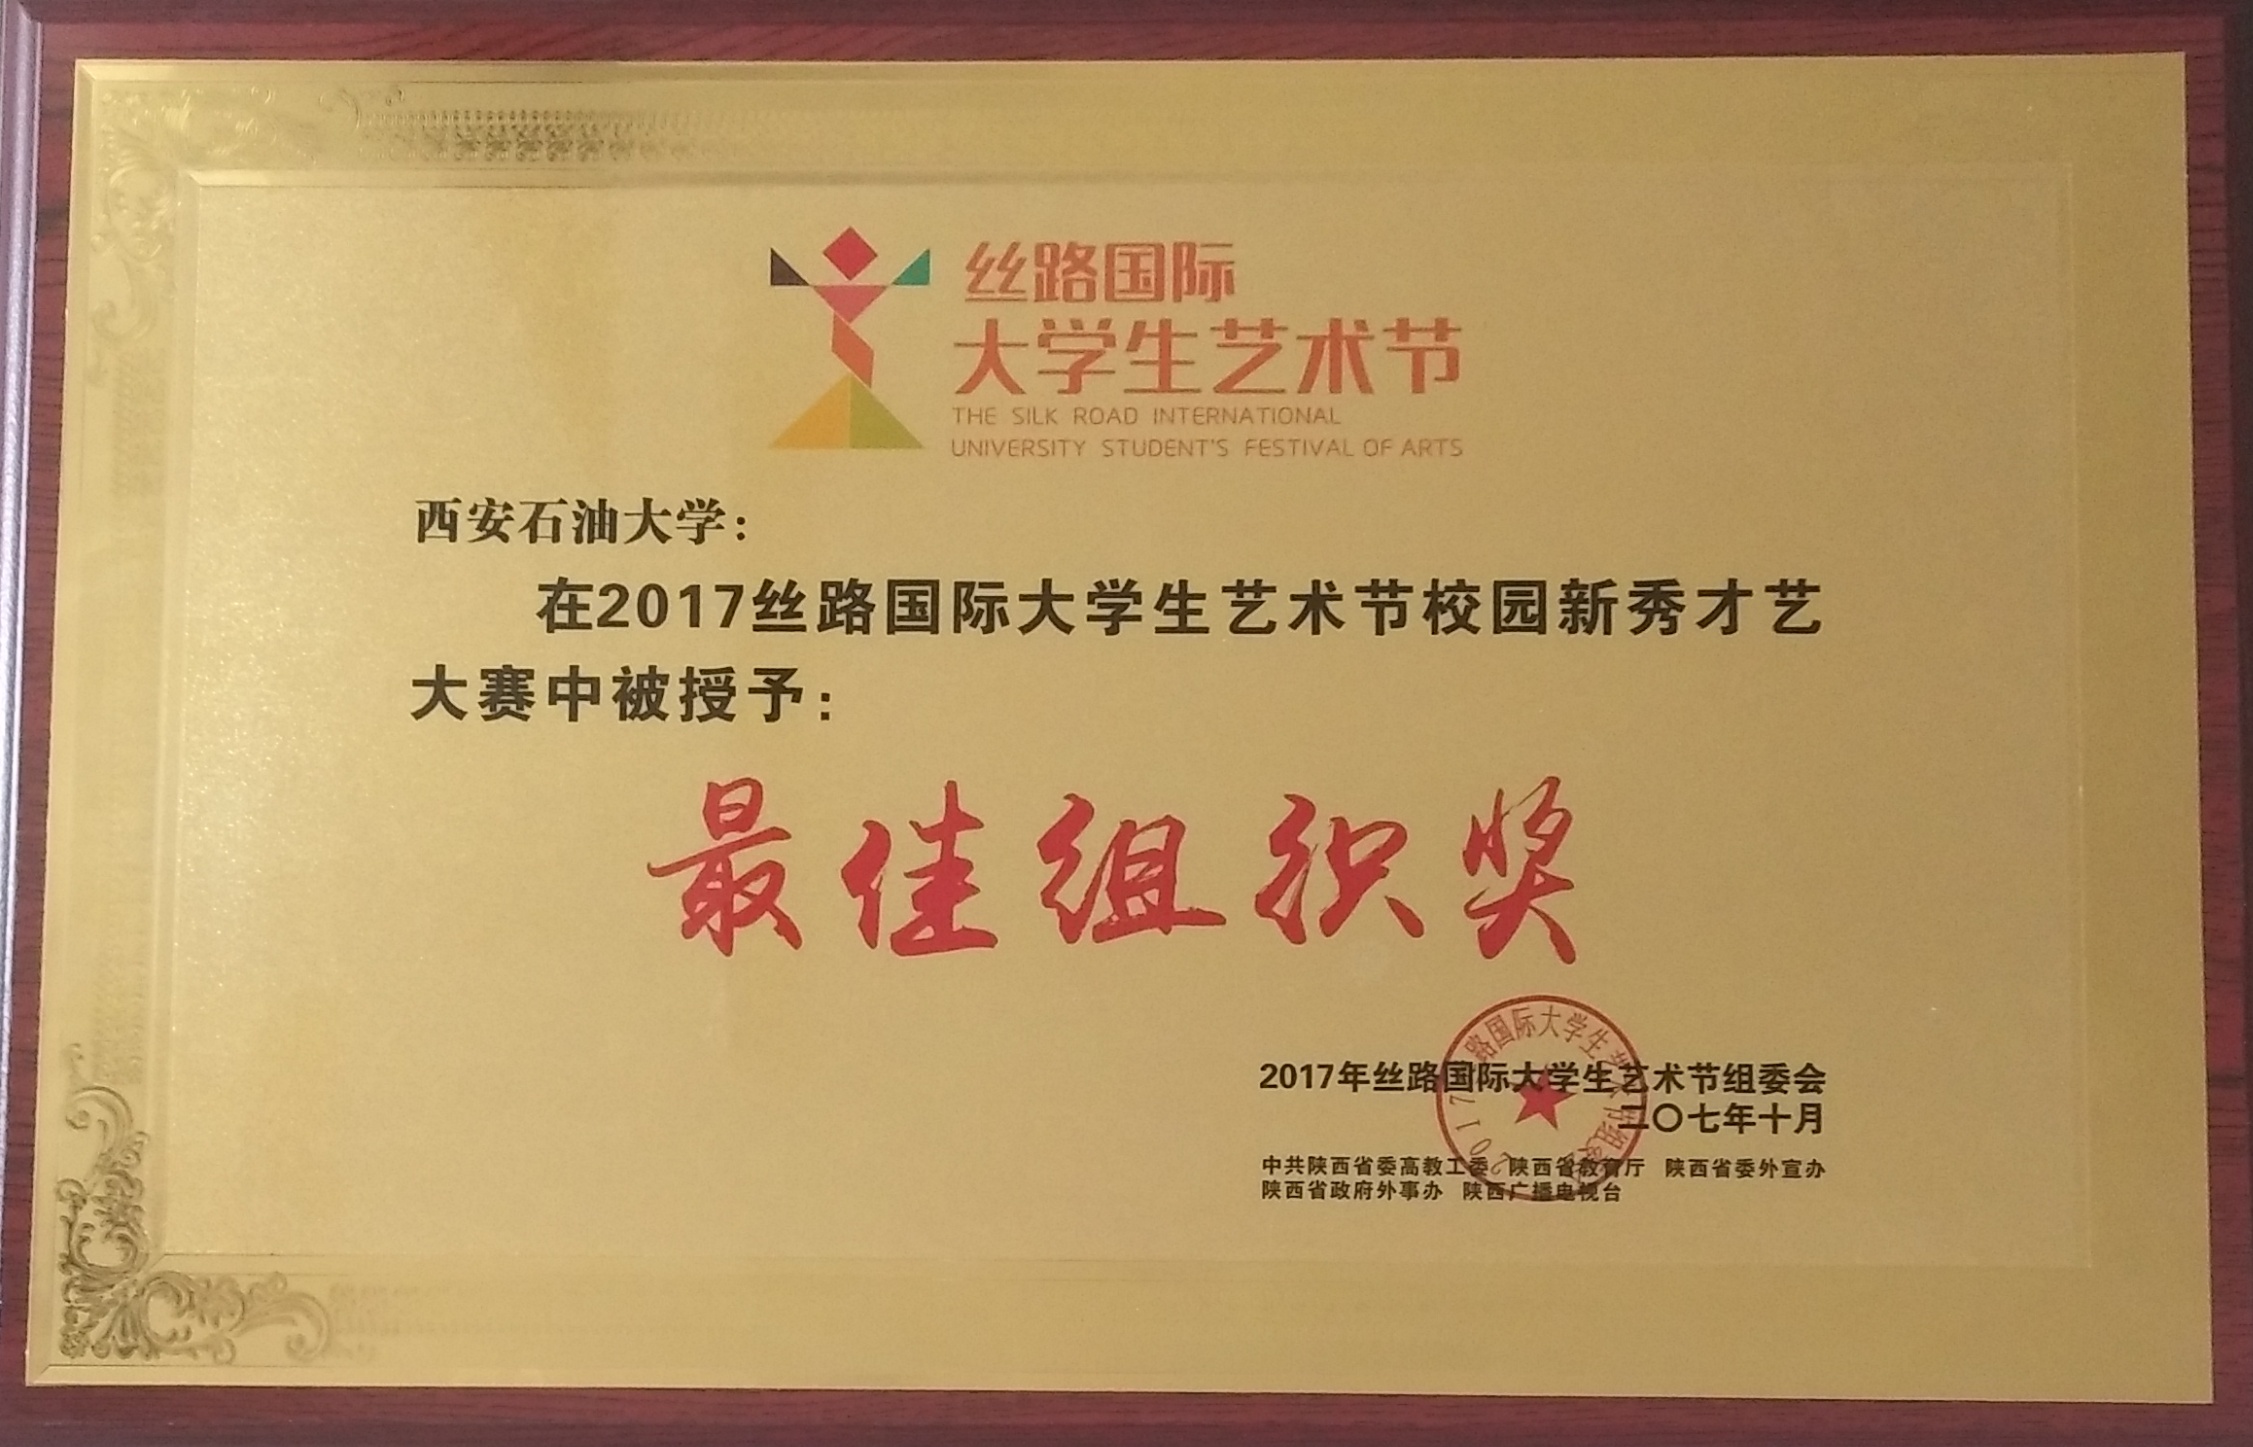 丝路国际
大学生艺术节
THE SILK ROAD INTERNATIONAL
UNIVERSITY STUDENT'S FESTIVAL OF ARTS
西安石油大学：
在2017丝路国际大学生艺术节校园新秀才艺
大赛中被授予：
最佳组织奖
2017年丝路国际大学生艺术节组委会
二〇七年十月
中共陕西省委高教工委 陕西省教育厅 陕西省委外宣办
陕西省政府外事办 陕西广播电视台